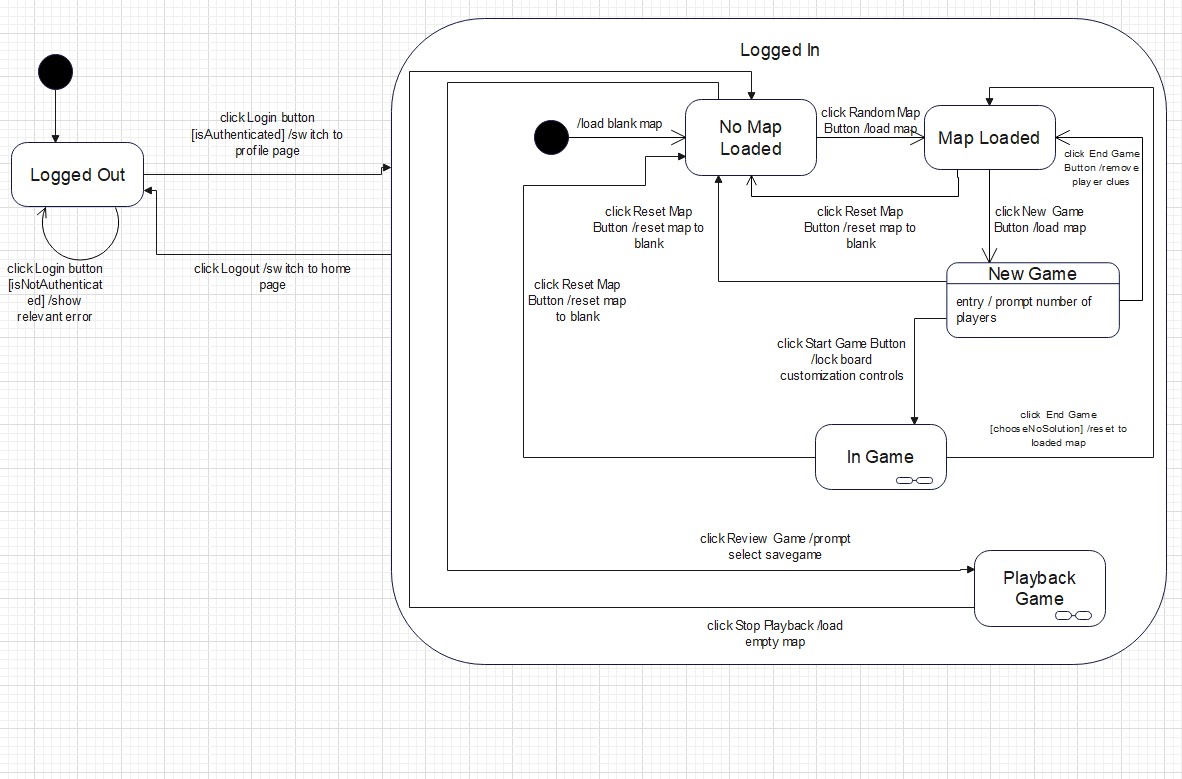 Logged In
click Login button
[isAuthenticated] /switch to
profile page
Logged Out
click Login button
[isNotAuthenticat
ed] /show
relevant error
click Logout /switch to home
page
/load blank map
No Map
Loaded
click Random Map
Button /load map
Map Loaded
click End Game
Button /remove
player clues
click Reset Map
Button /reset map to
blank
click Reset Map
Button /reset map to
blank
click New Game
Button /load map
click Reset Map
Button /reset map
to blank
New Game
entry / prompt number of
players
click Start Game Button
/lock board
customization controls
click End Game
[chooseNoSolution] /reset to
loaded map
In Game
click Review Game /prompt
select savegame
Playback
Game
click Stop Playback /load
empty map